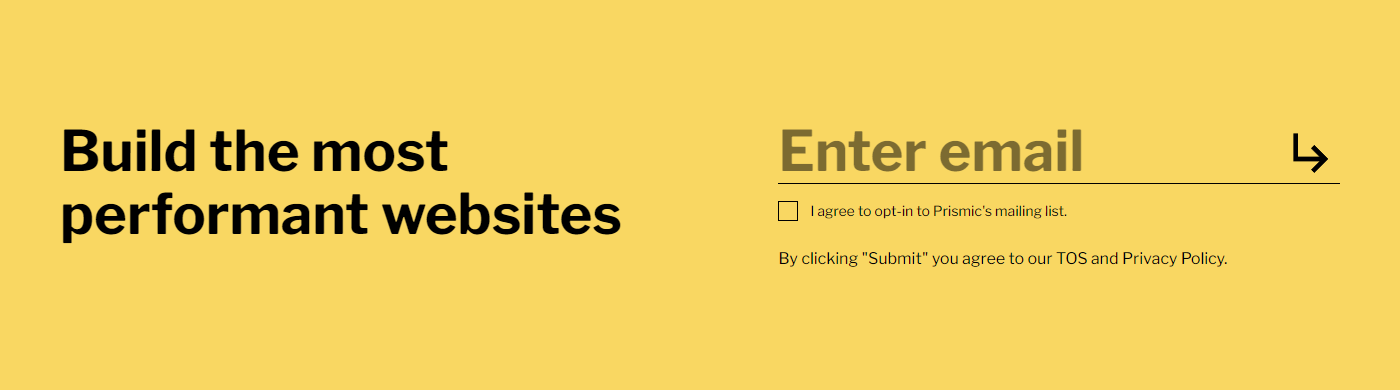 Build the most
performant websites
Enter email
I agree to opt-in to Prismic's mailing list.
By clicking "Submit" you agree to our TOS and Privacy Policy.